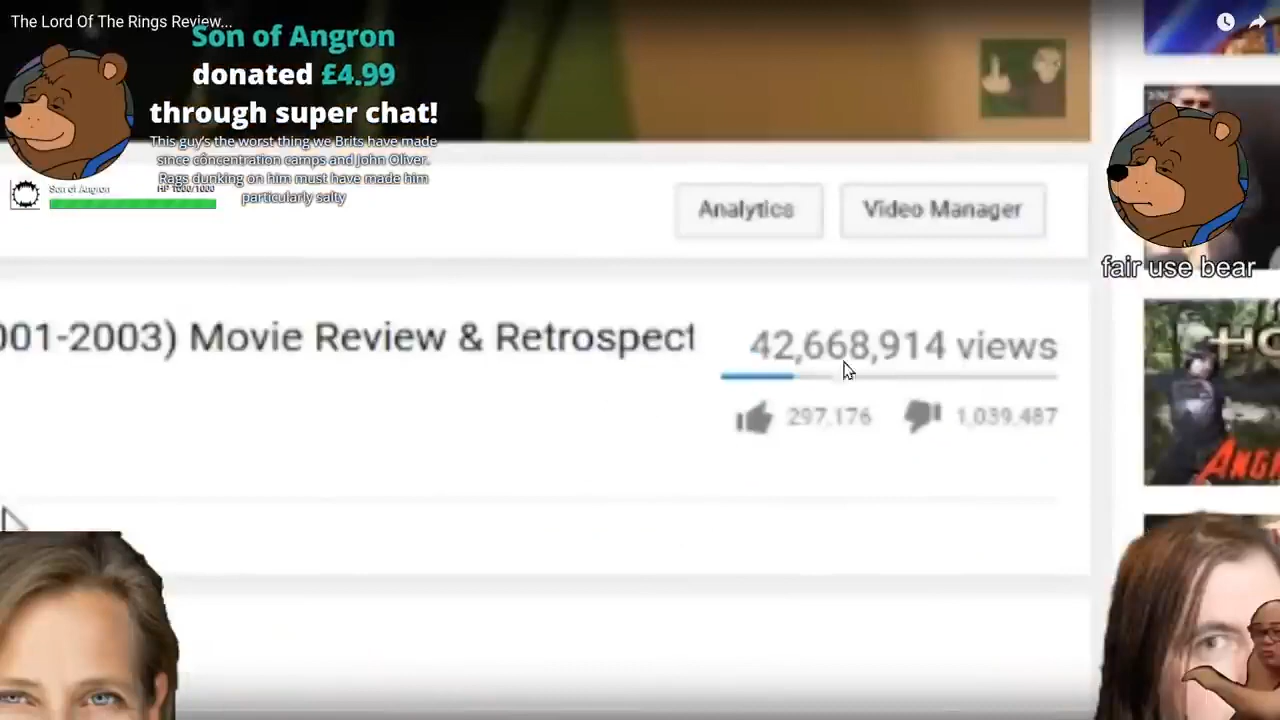 The Lord Of The Rings Review...
Son of Angron
donated £4.99
through super chat!
This guy's the worst thing we Brits have made
since concentration camps and John Oliver.
Rags dunking on him must have made him
particularly salty
Son of Angron HP 1000/1000
Analytics
Video Manager
fair use bear
001-2003) Movie Review & Retrospect
42,668,914 views
297,176
1,039,487
HO
ANG